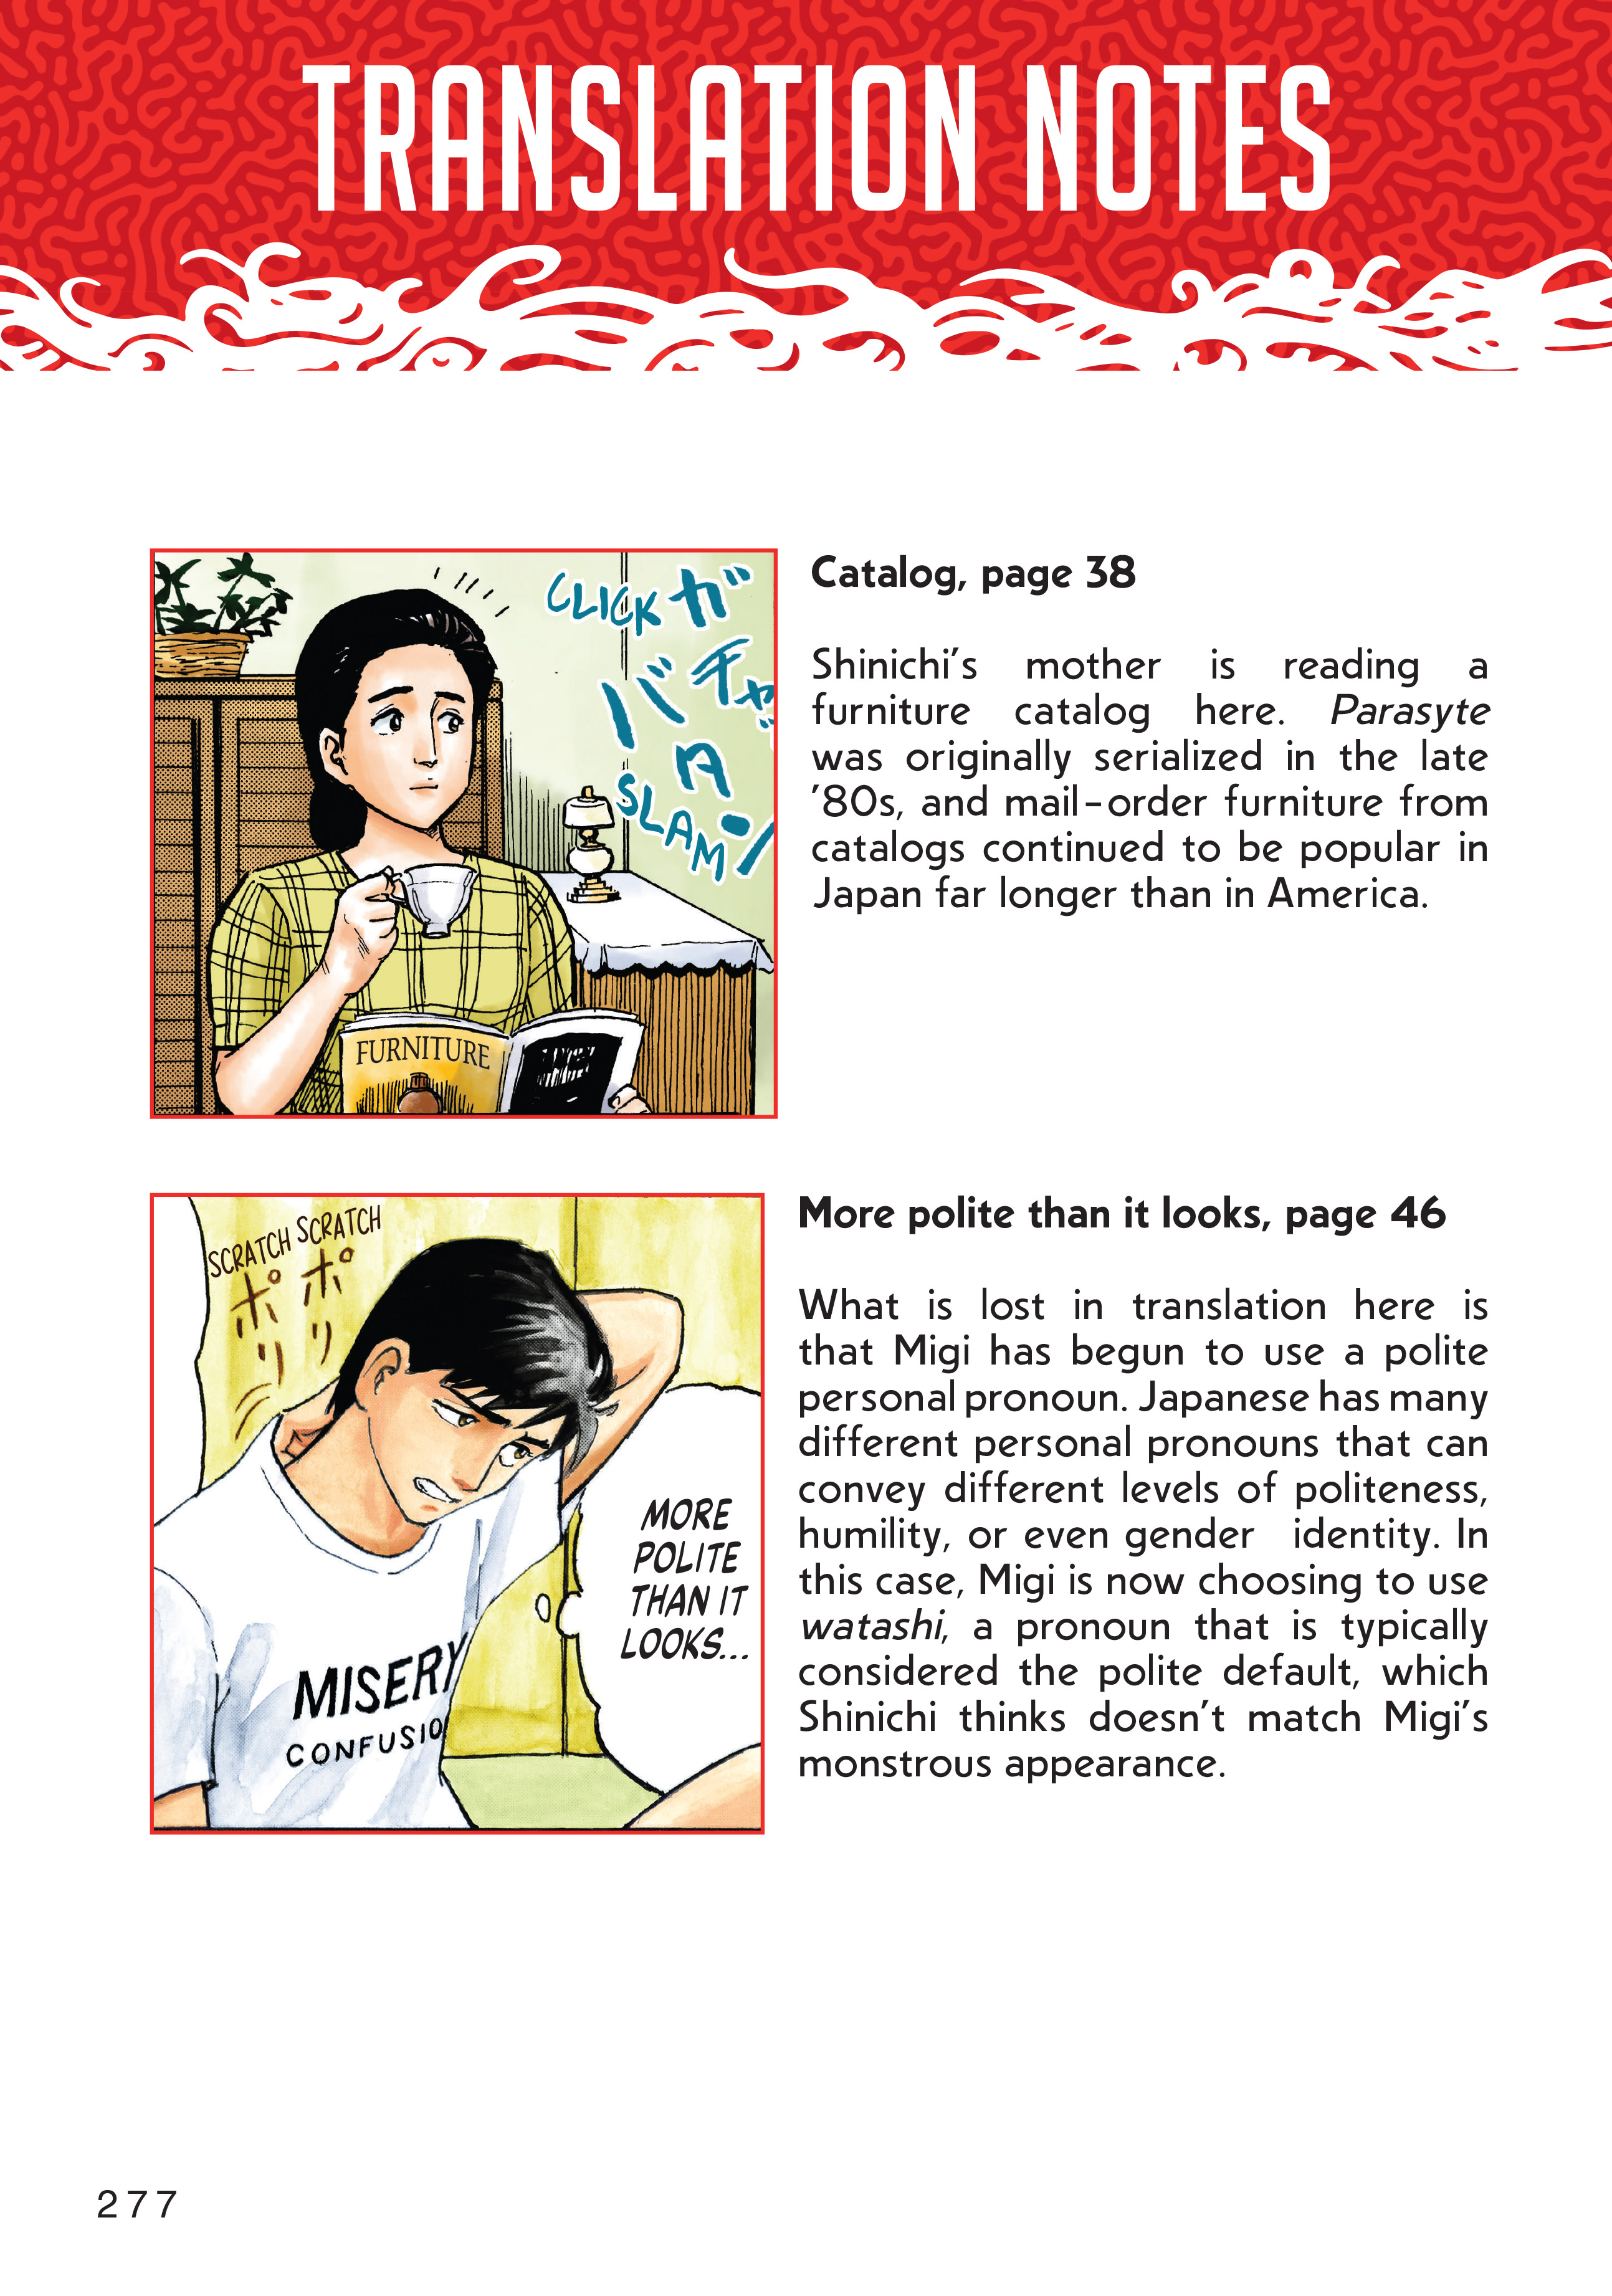 TRANSLATION NOTES
CLICK
ガチャッ
バタン
SLAM
FURNITURE
Catalog, page 38
Shinichi’s mother is reading a
furniture catalog here. Parasyte
was originally serialized in the late
’80s, and mail-order furniture from
catalogs continued to be popular in
Japan far longer than in America.
SCRATCH SCRATCH
ポリ
ポリ
MORE
POLITE
THAN IT
LOOKS...
MISERY
CONFUSIO
More polite than it looks, page 46
What is lost in translation here is
that Migi has begun to use a polite
personal pronoun. Japanese has many
different personal pronouns that can
convey different levels of politeness,
humility, or even gender identity. In
this case, Migi is now choosing to use
watashi, a pronoun that is typically
considered the polite default, which
Shinichi thinks doesn’t match Migi’s
monstrous appearance.
277